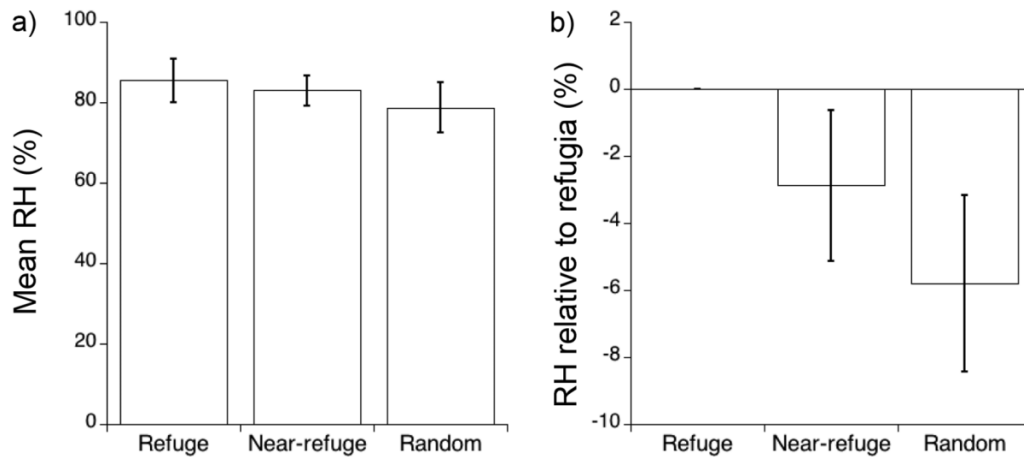 a)
Mean RH (%)
100
80
60
40
20
0
Refuge Near-refuge Random
b)
RH relative to refugia (%)
2
0
-2
-4
-6
-8
-10
Refuge Near-refuge Random